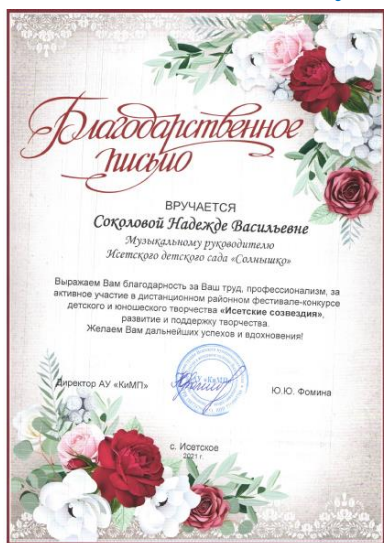 Благодарственное
письмо
ВРУЧАЕТСЯ
Соколовой Надежде Васильевне
Музыкальному руководителю
Исетского детского сада «Солнышко»
Выражаем Вам благодарность за Ваш труд, профессионализм, за
активное участие в дистанционном районном фестивале-конкурсе
детского и юношеского творчества «Исетские созвездия»,
развитие и поддержку творчества.
Желаем Вам дальнейших успехов и вдохновения!
Директор АУ «КиМП»
Ю.Ю. Фомина
с. Исетское
2021 г.